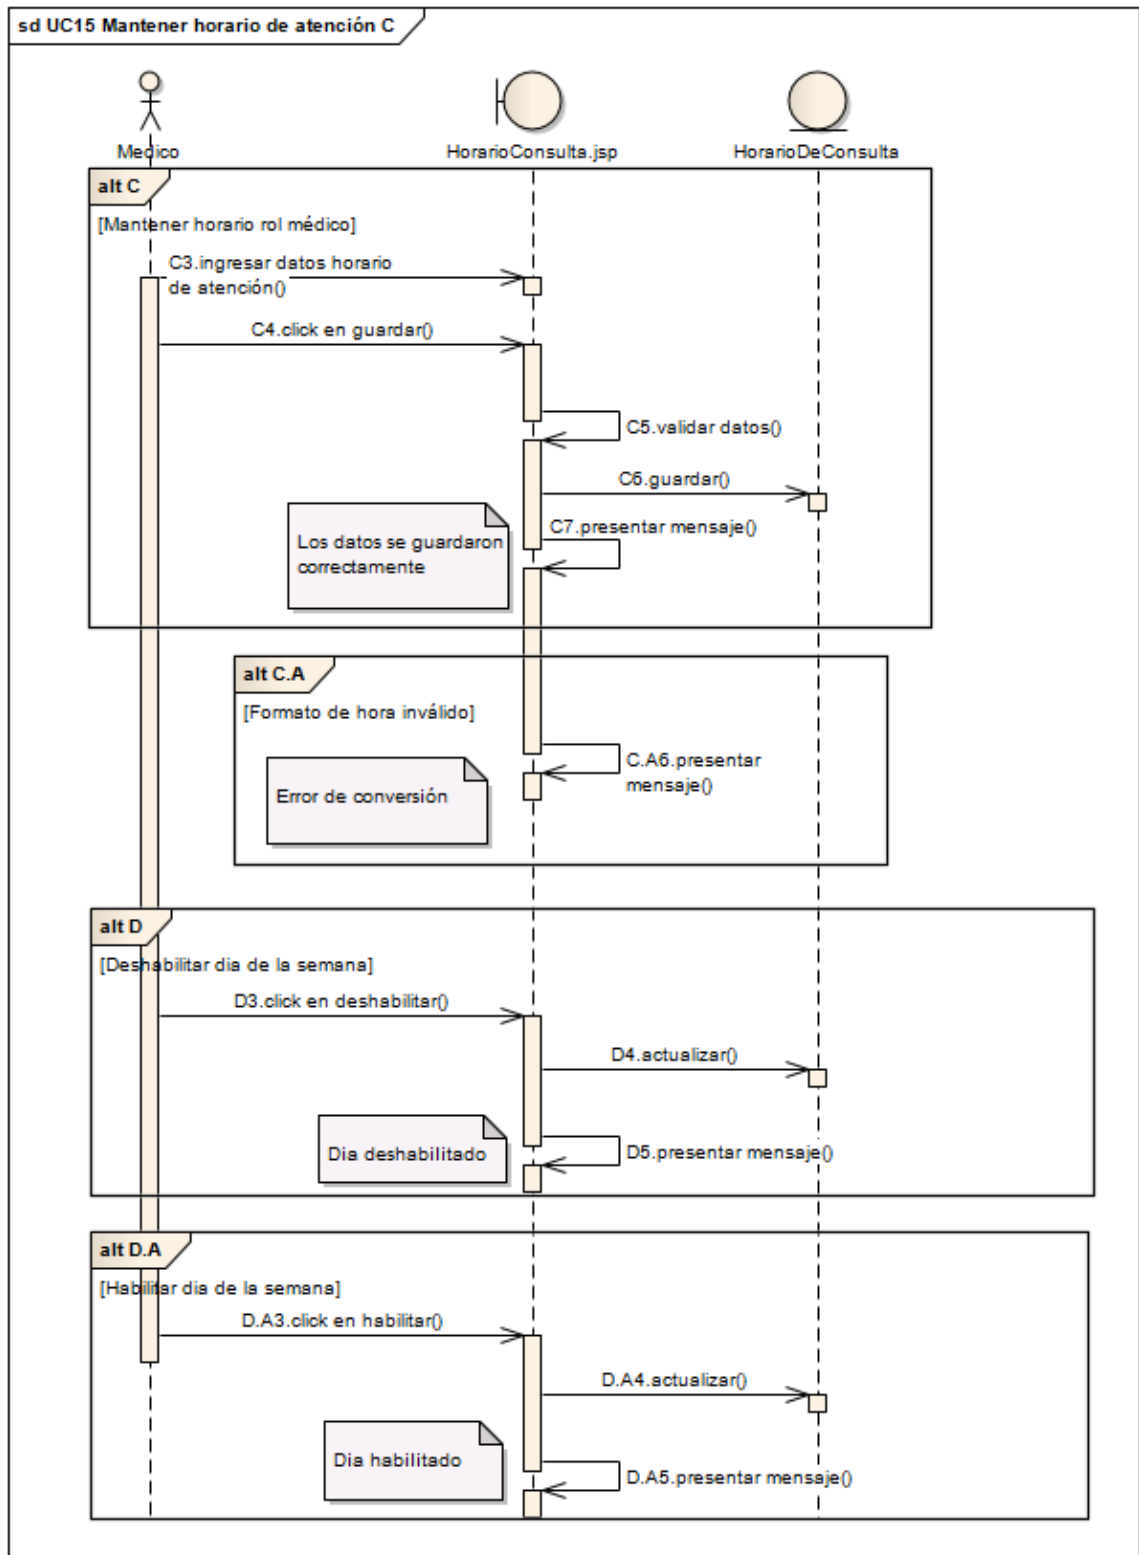 sd UC15 Mantener horario de atención C
Medico
HorarioConsulta.jsp
HorarioDeConsulta
alt C
[Mantener horario rol médico]
C3.ingresar datos horario
de atención()
C4.click en guardar()
C5.validar datos()
C6.guardar()
C7.presentar mensaje()
Los datos se guardaron
correctamente
alt C.A
[Formato de hora inválido]
C.A6.presentar
mensaje()
Error de conversión
alt D
[Deshabilitar dia de la semana]
D3.click en deshabilitar()
D4.actualizar()
D5.presentar mensaje()
Dia deshabilitado
alt D.A
[Habilitar dia de la semana]
D.A3.click en habilitar()
D.A4.actualizar()
Dia habilitado
D.A5.presentar mensaje()